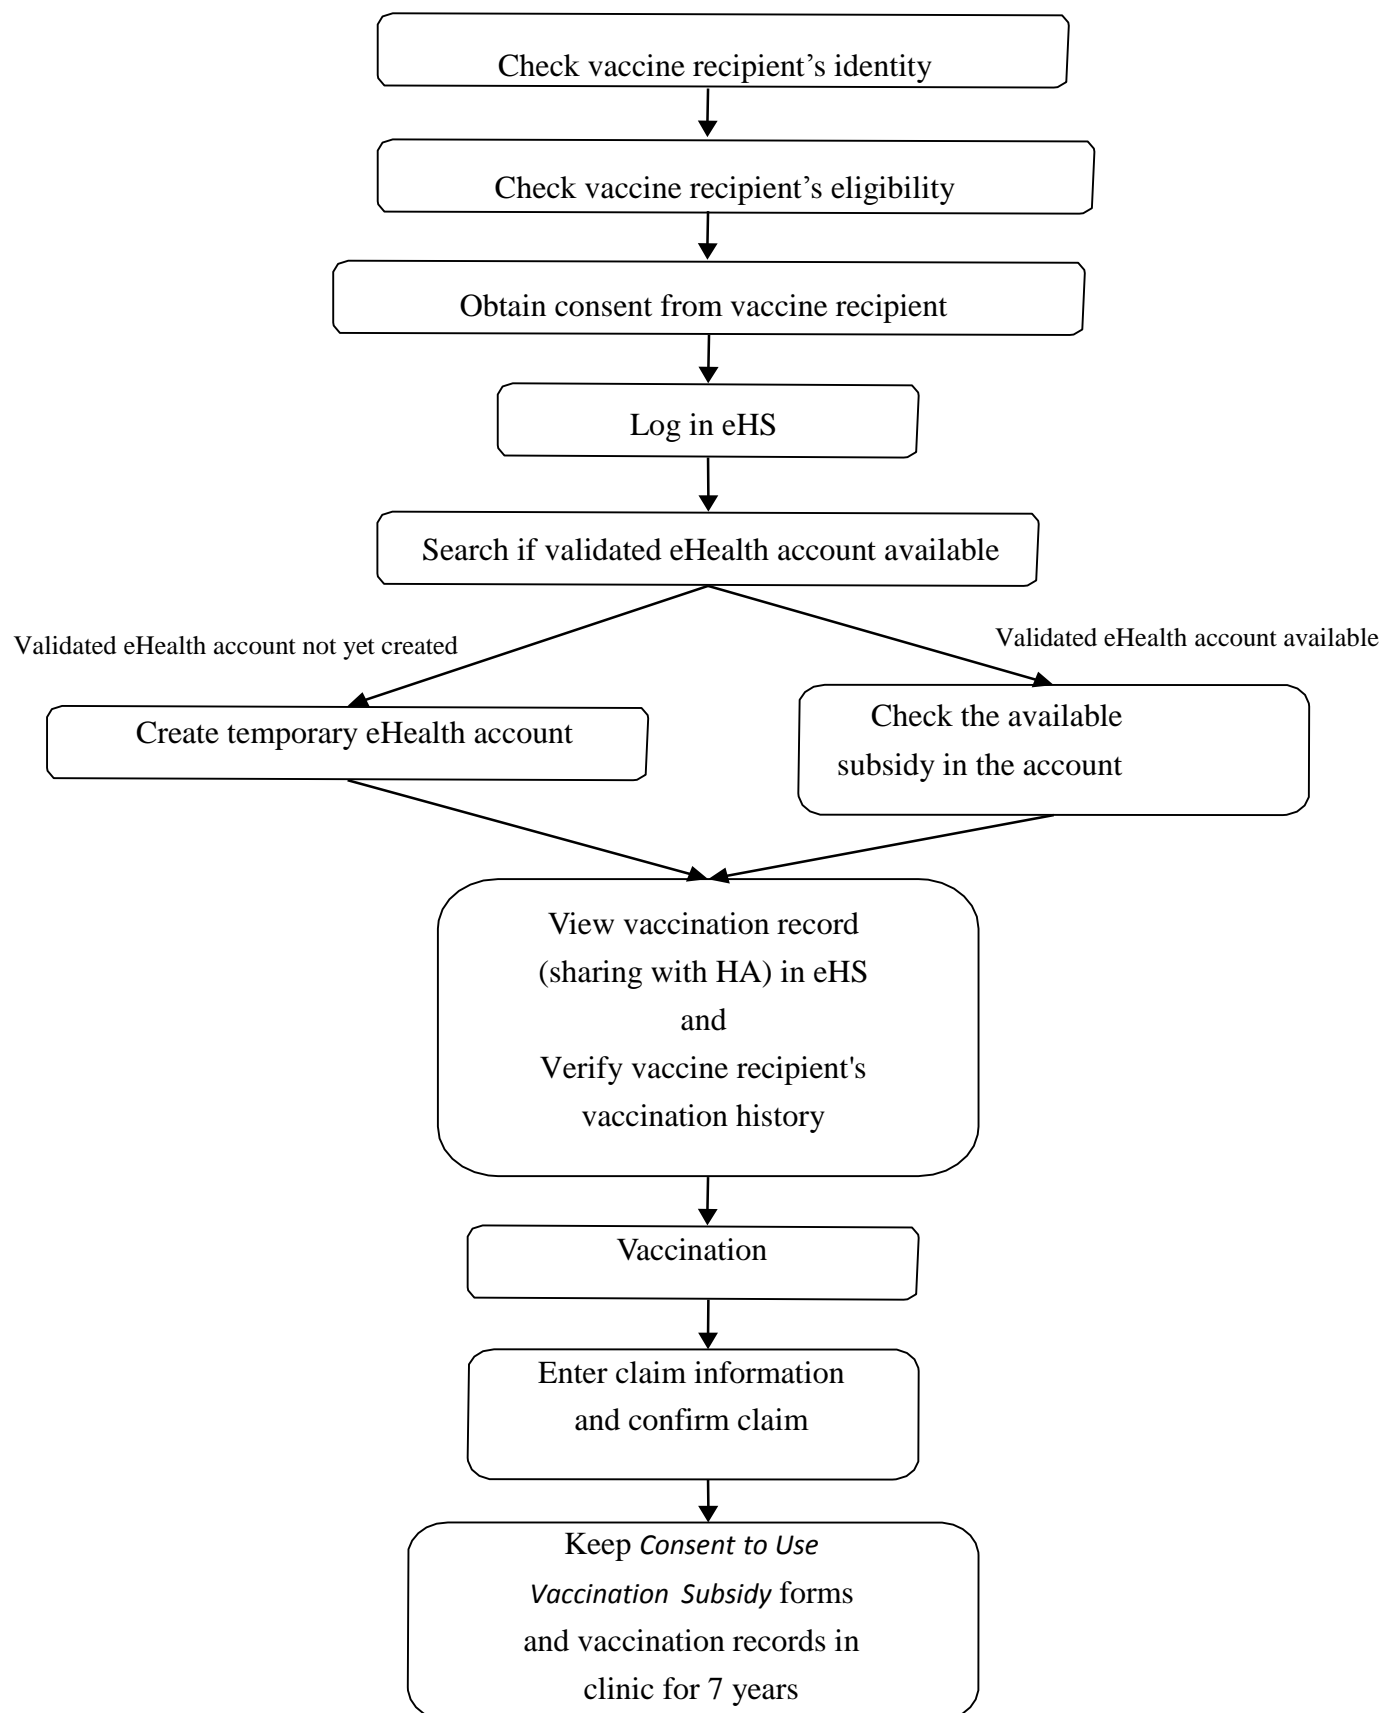 Check vaccine recipient’s identity
Check vaccine recipient’s eligibility
Obtain consent from vaccine recipient
Log in eHS
Search if validated eHealth account available
Validated eHealth account not yet created
Validated eHealth account available
Create temporary eHealth account
Check the available
subsidy in the account
View vaccination record
(sharing with HA) in eHS
and
Verify vaccine recipient's
vaccination history
Vaccination
Enter claim information
and confirm claim
Keep Consent to Use
Vaccination Subsidy forms
and vaccination records in
clinic for 7 years